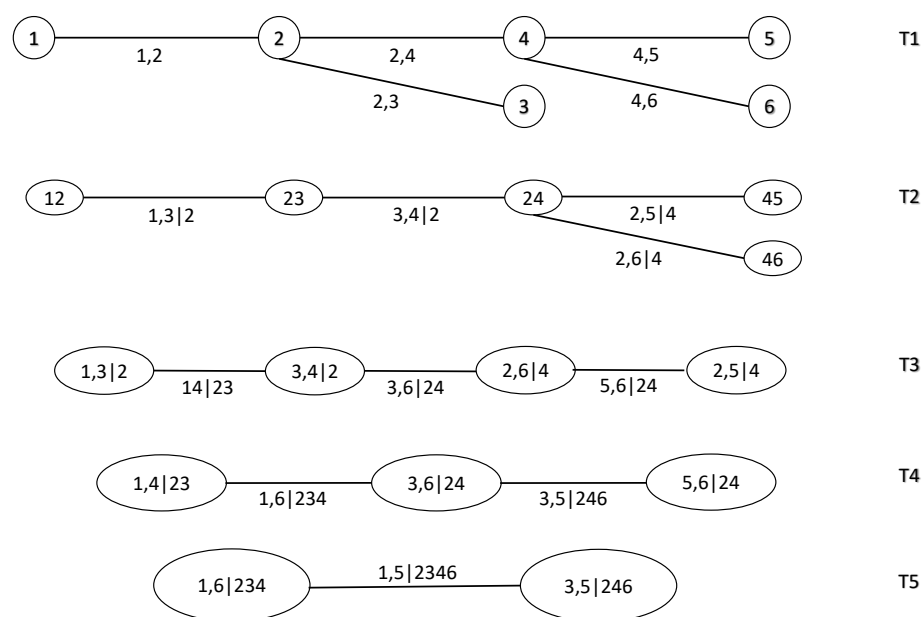 1 2 4 5 T1
1,2 2,4 4,5
2,3 3 4,6 6
12 23 24 45 T2
1,3|2 3,4|2 2,5|4
2,6|4 46
1,3|2 3,4|2 2,6|4 2,5|4 T3
14|23 3,6|24 5,6|24
1,4|23 3,6|24 5,6|24 T4
1,6|234 3,5|246
1,5|2346
1,6|234 3,5|246 T5